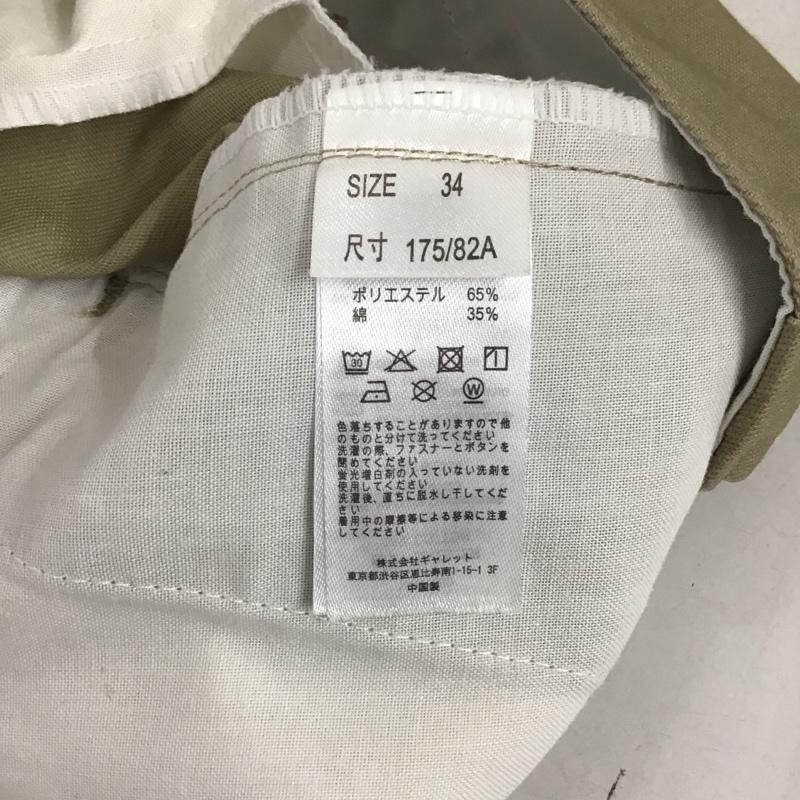 SIZE 34
尺寸 175/82A
ポリエステル 65%
綿 35%
30
W
色落ちすることがありますので他
のものと分けて洗ってください
洗濯の際、ファスナーとボタンを
閉めてください
蛍光増白剤の入っていない洗剤を
使用してください
洗濯後、直ちに脱水し干してくだ
さい
着用中の摩擦等による移染に注意
してください
株式会社ギャレット
東京都渋谷区恵比寿南1-15-1 3F
中国製